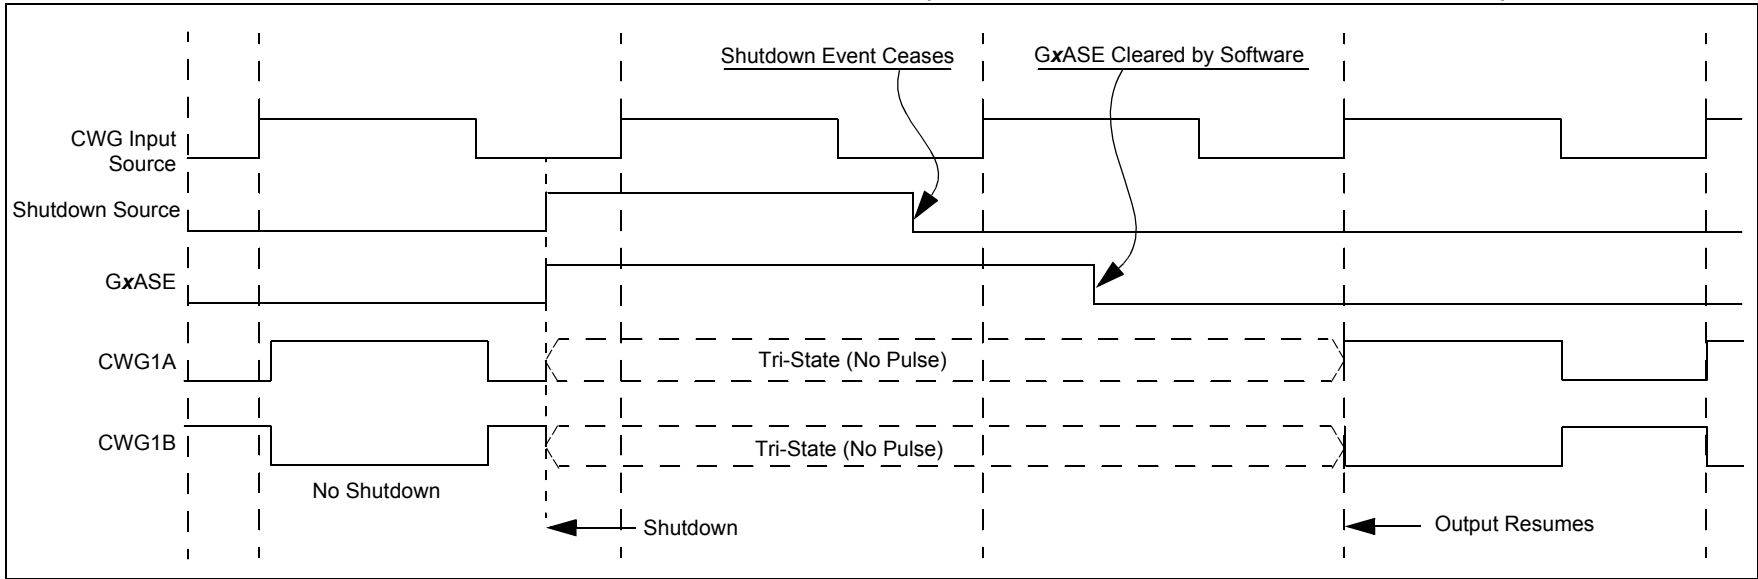 Shutdown Event Ceases
GxASE Cleared by Software
CWG Input
Source
Shutdown Source
GxASE
CWG1A
Tri-State (No Pulse)
CWG1B
Tri-State (No Pulse)
No Shutdown
Shutdown
Output Resumes